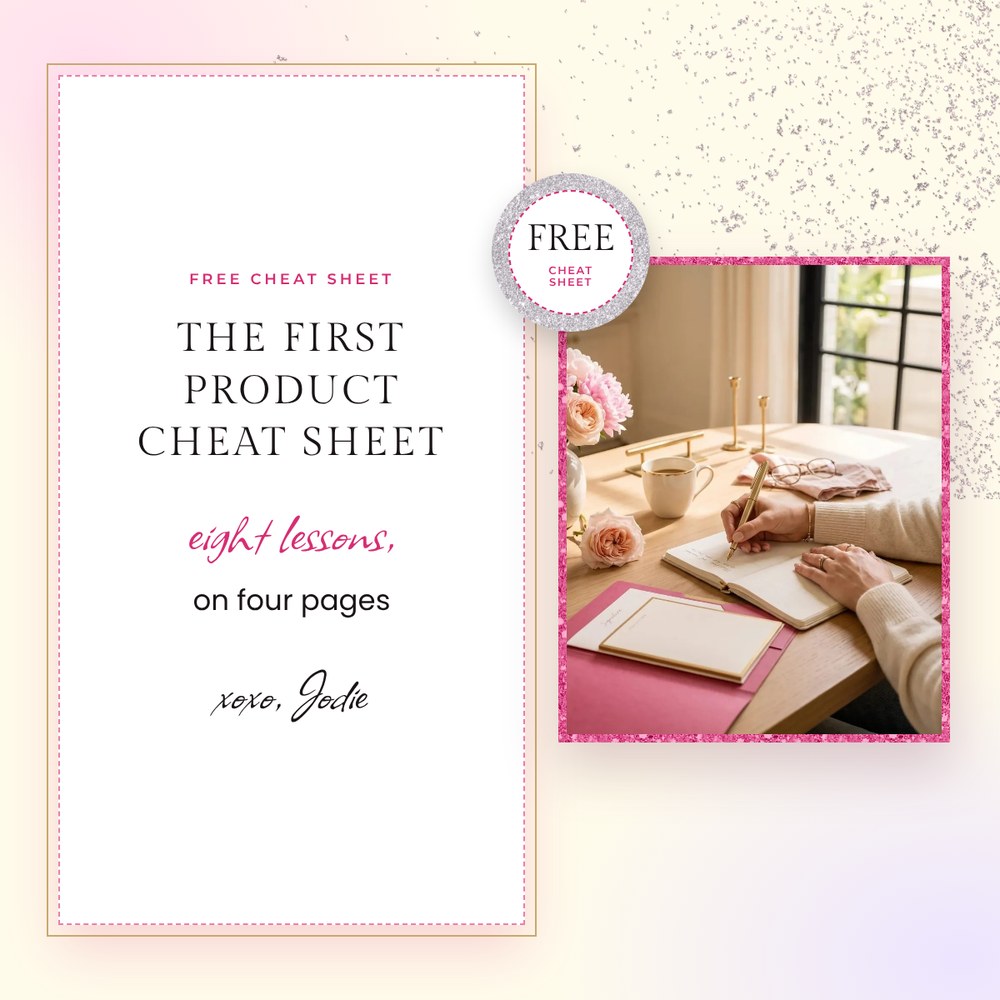 FREE CHEAT SHEET
THE FIRST
PRODUCT
CHEAT SHEET
eight lessons,
on four pages
xoxo, Jodie
FREE
CHEAT
SHEET